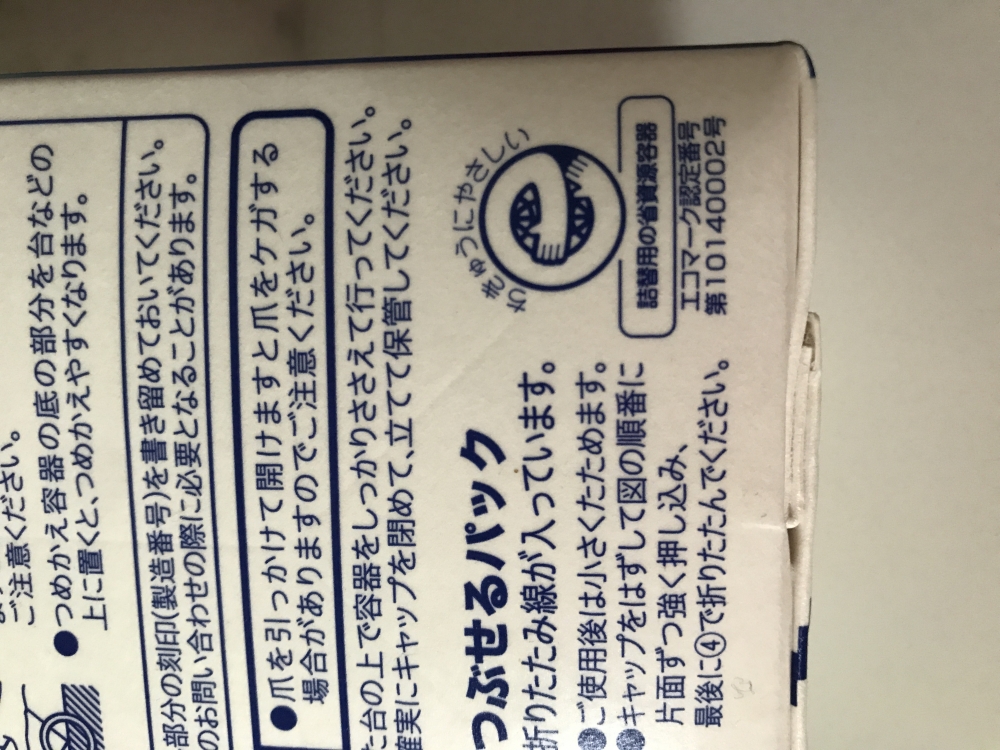 ご注意ください。
●つめかえ容器の底の部分を台などの
上に置くと、つめかえやすくなります。
部分の刻印(製造番号)を書き留めておいてください。
のお問い合わせの際に必要となることがあります。
●爪を引っかけて開けますと爪をケガする
場合がありますのでご注意ください。
た台の上で容器をしっかりささえて行ってください。
確実にキャップを閉めて、立てて保管してください。
つぶせるパック
折りたたみ線が入っています。
●ご使用後は小さくたためます。
●キャップをはずして図の順番に
片面ずつ強く押し込み、
最後に④で折りたたんでください。
ちきゅうにやさしい
詰替用の省資源容器
エコマーク認定番号
第10140002号